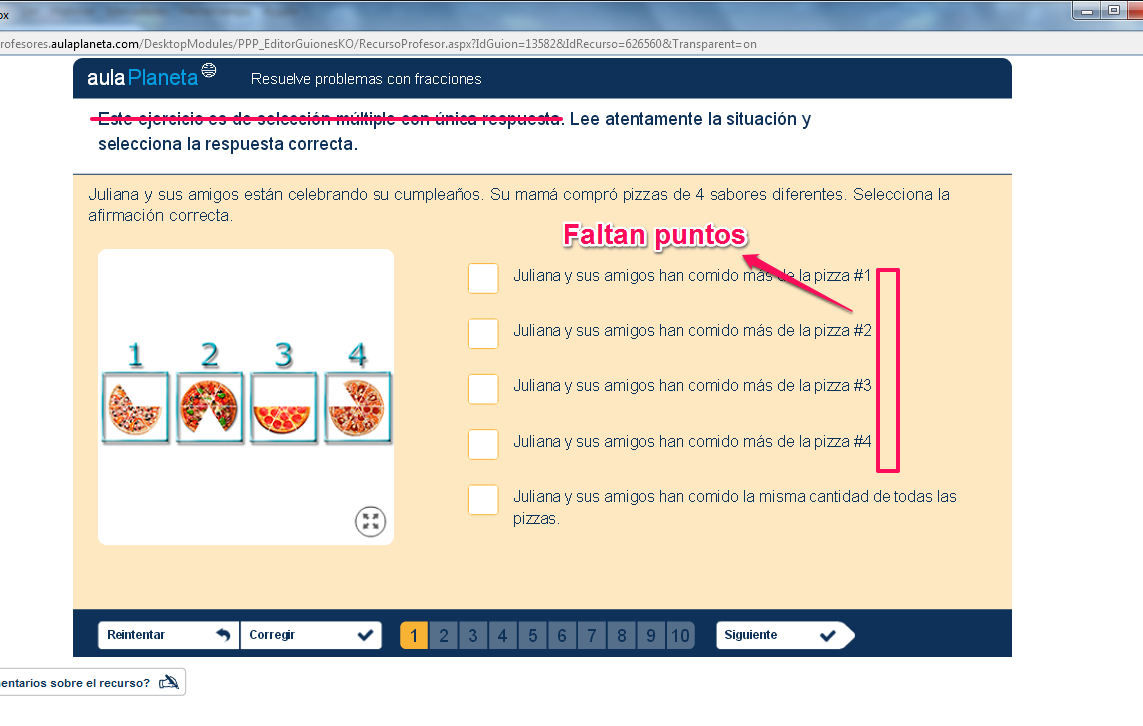 ox
rofesores.aulaplaneta.com/DesktopModules/PPP_EditorGuionesKO/RecursoProfesor.aspx?IdGuion=13582&IdRecurso=626560&Transparent=on
aulaPlaneta Resuelve problemas con fracciones
Este ejercicio es de selección múltiple con única respuesta. Lee atentamente la situación y
selecciona la respuesta correcta.
Juliana y sus amigos están celebrando su cumpleaños. Su mamá compró pizzas de 4 sabores diferentes. Selecciona la
afirmación correcta.
Faltan puntos
Juliana y sus amigos han comido más de la pizza #1
Juliana y sus amigos han comido más de la pizza #2
Juliana y sus amigos han comido más de la pizza #3
Juliana y sus amigos han comido más de la pizza #4
Juliana y sus amigos han comido la misma cantidad de todas las
pizzas.
1 2 3 4
Reintentar Corregir 1 2 3 4 5 6 7 8 9 10 Siguiente
entarios sobre el recurso?